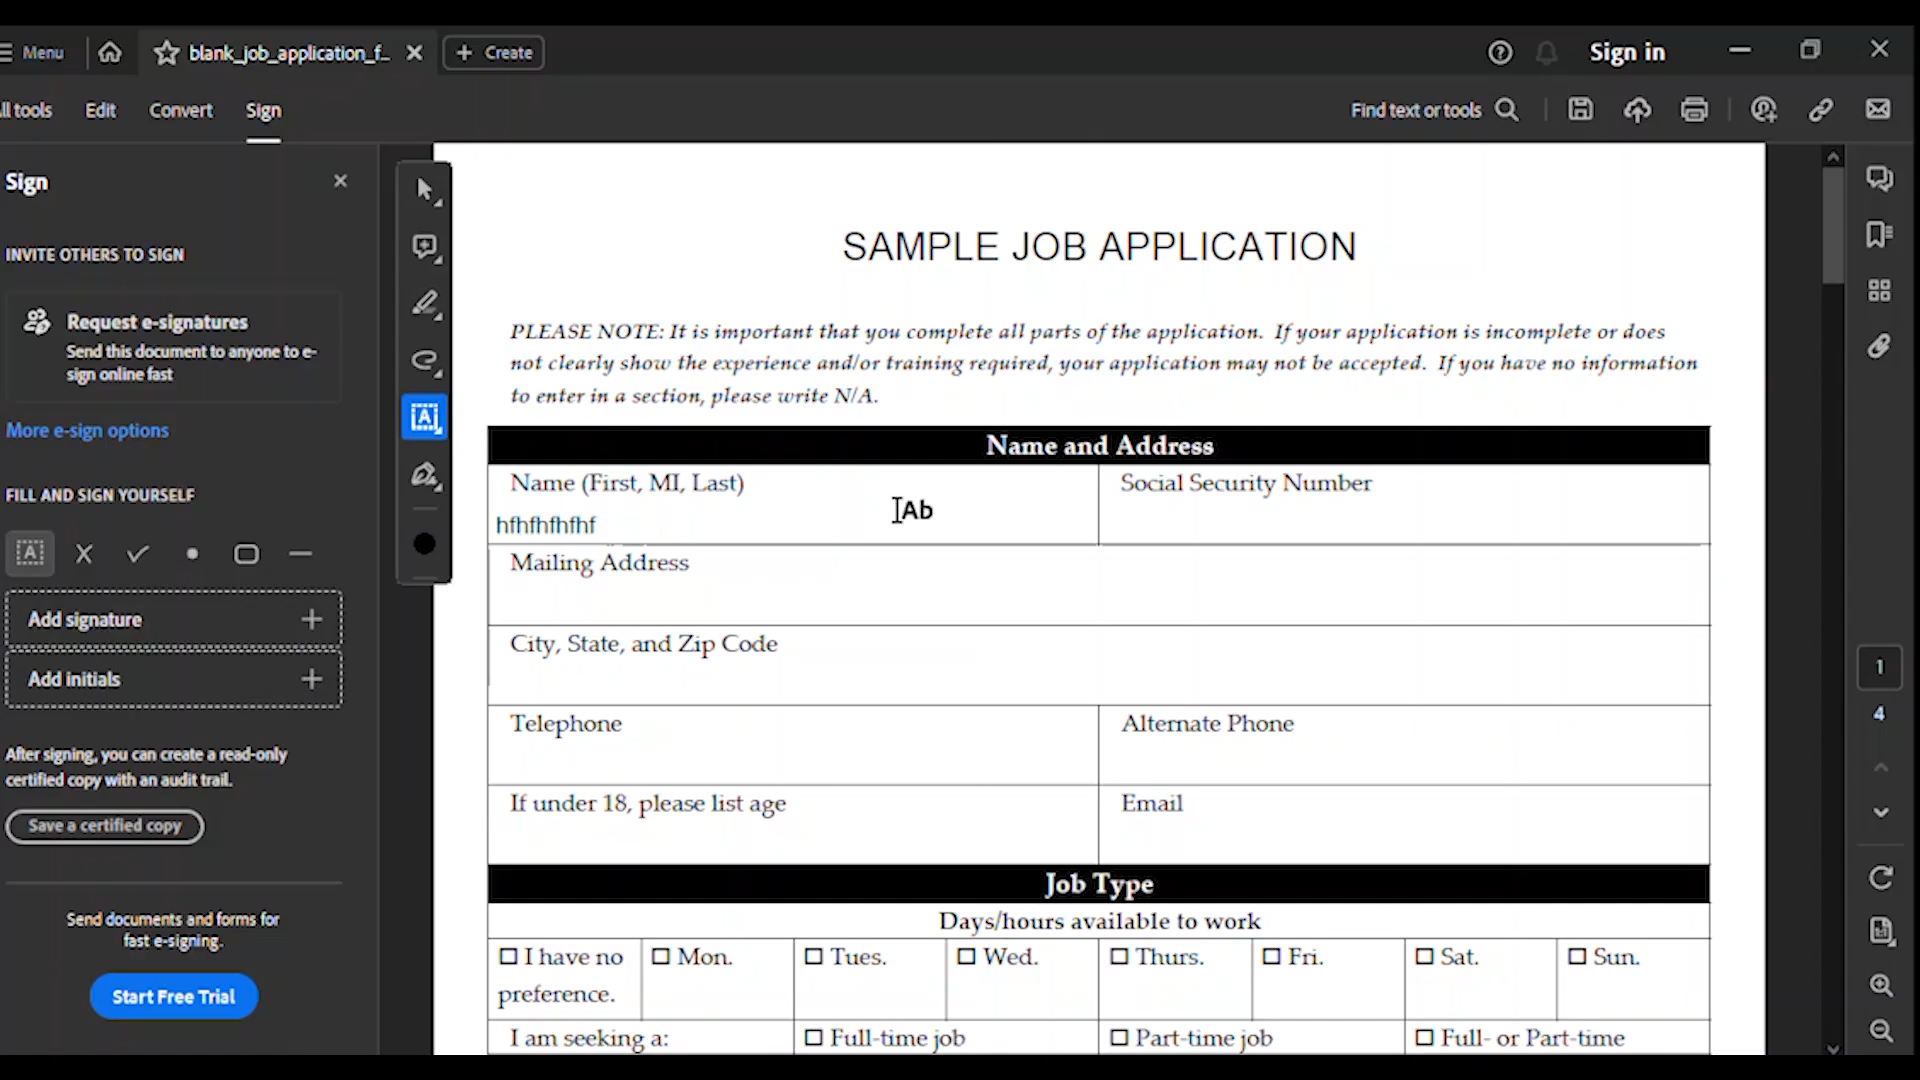 Menu
blank_job_application_f...
Create
Sign in
ll tools
Edit
Convert
Sign
Find text or tools
Sign
INVITE OTHERS TO SIGN
Request e-signatures
Send this document to anyone to e-
sign online fast
More e-sign options
FILL AND SIGN YOURSELF
Add signature
Add initials
After signing, you can create a read-only
certified copy with an audit trail.
Save a certified copy
Send documents and forms for
fast e-signing.
Start Free Trial
SAMPLE JOB APPLICATION
PLEASE NOTE: It is important that you complete all parts of the application. If your application is incomplete or does
not clearly show the experience and/or training required, your application may not be accepted. If you have no information
to enter in a section, please write N/A.
Name and Address
Name (First, MI, Last)
Social Security Number
hfhfhfhfhf
Ab
Mailing Address
City, State, and Zip Code
Telephone
Alternate Phone
If under 18, please list age
Email
Job Type
Days/hours available to work
I have no
preference.
Mon.
Tues.
Wed.
Thurs.
Fri.
Sat.
Sun.
I am seeking a:
Full-time job
Part-time job
Full- or Part-time
1
4